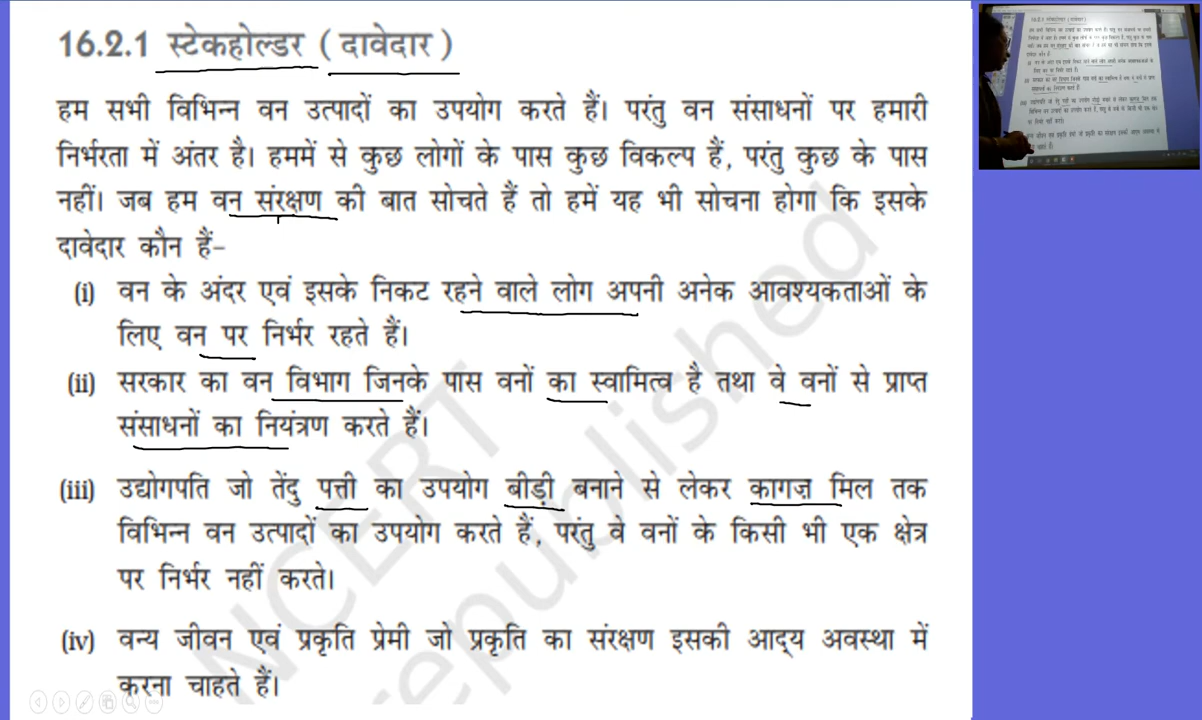 16.2.1 स्टेकहोल्डर (दावेदार)
हम सभी विभिन्न वन उत्पादों का उपयोग करते हैं। परंतु वन संसाधनों पर हमारी
निर्भरता में अंतर है। हममें से कुछ लोगों के पास कुछ विकल्प हैं, परंतु कुछ के पास
नहीं। जब हम वन संरक्षण की बात सोचते हैं तो हमें यह भी सोचना होगा कि इसके
दावेदार कौन हैं–
(i) वन के अंदर एवं इसके निकट रहने वाले लोग अपनी अनेक आवश्यकताओं के
लिए वन पर निर्भर रहते हैं।
(ii) सरकार का वन विभाग जिनके पास वनों का स्वामित्व है तथा वे वनों से प्राप्त
संसाधनों का नियंत्रण करते हैं।
(iii) उद्योगपति जो तेंदु पत्ती का उपयोग बीड़ी बनाने से लेकर कागज़ मिल तक
विभिन्न वन उत्पादों का उपयोग करते हैं, परंतु वे वनों के किसी भी एक क्षेत्र
पर निर्भर नहीं करते।
(iv) वन्य जीवन एवं प्रकृति प्रेमी जो प्रकृति का संरक्षण इसकी आद्य अवस्था में
करना चाहते हैं।
NCERT
republished